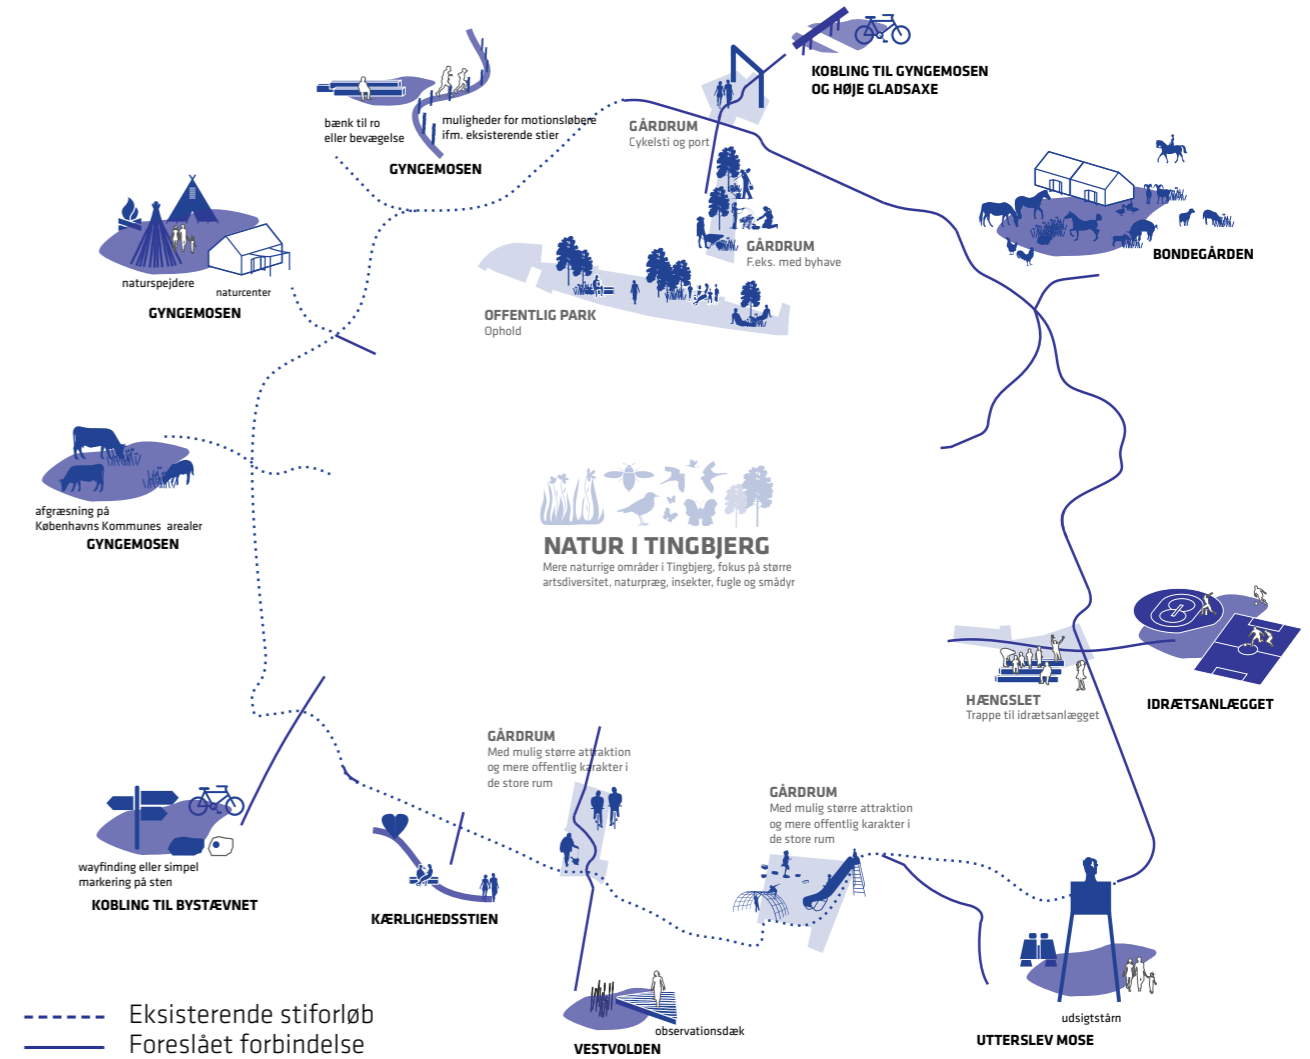 KOBLING TIL GYNGEMOSEN
OG HØJE GLADSAXE
bænk til ro
eller bevægelse
muligheder for motionsløbere
ifm. eksisterende stier
GYNGEMOSEN
GÅRDRUM
Cykelsti og port
BONDEGÅRDEN
naturspejdere
naturcenter
GYNGEMOSEN
GÅRDRUM
F.eks. med byhave
OFFENTLIG PARK
Ophold
afgræsning på
Københavns Kommunes arealer
GYNGEMOSEN
NATUR I TINGBJERG
Mere naturrige områder i Tingbjerg, fokus på større
artsdiversitet, naturpræg, insekter, fugle og smådyr
HÆNGSLET
Trappe til idrætsanlægget
IDRÆTSANLÆGGET
GÅRDRUM
Med mulig større attraktion
og mere offentlig karakter i
de store rum
GÅRDRUM
Med mulig større attraktion
og mere offentlig karakter i
de store rum
wayfinding eller simpel
markering på sten
KOBLING TIL BYSTÆVNET
KÆRLIGHEDSSTIEN
observationsdæk
VESTVOLDEN
udsigtstårn
UTTERSLEV MOSE
Eksisterende stiforløb
Foreslået forbindelse